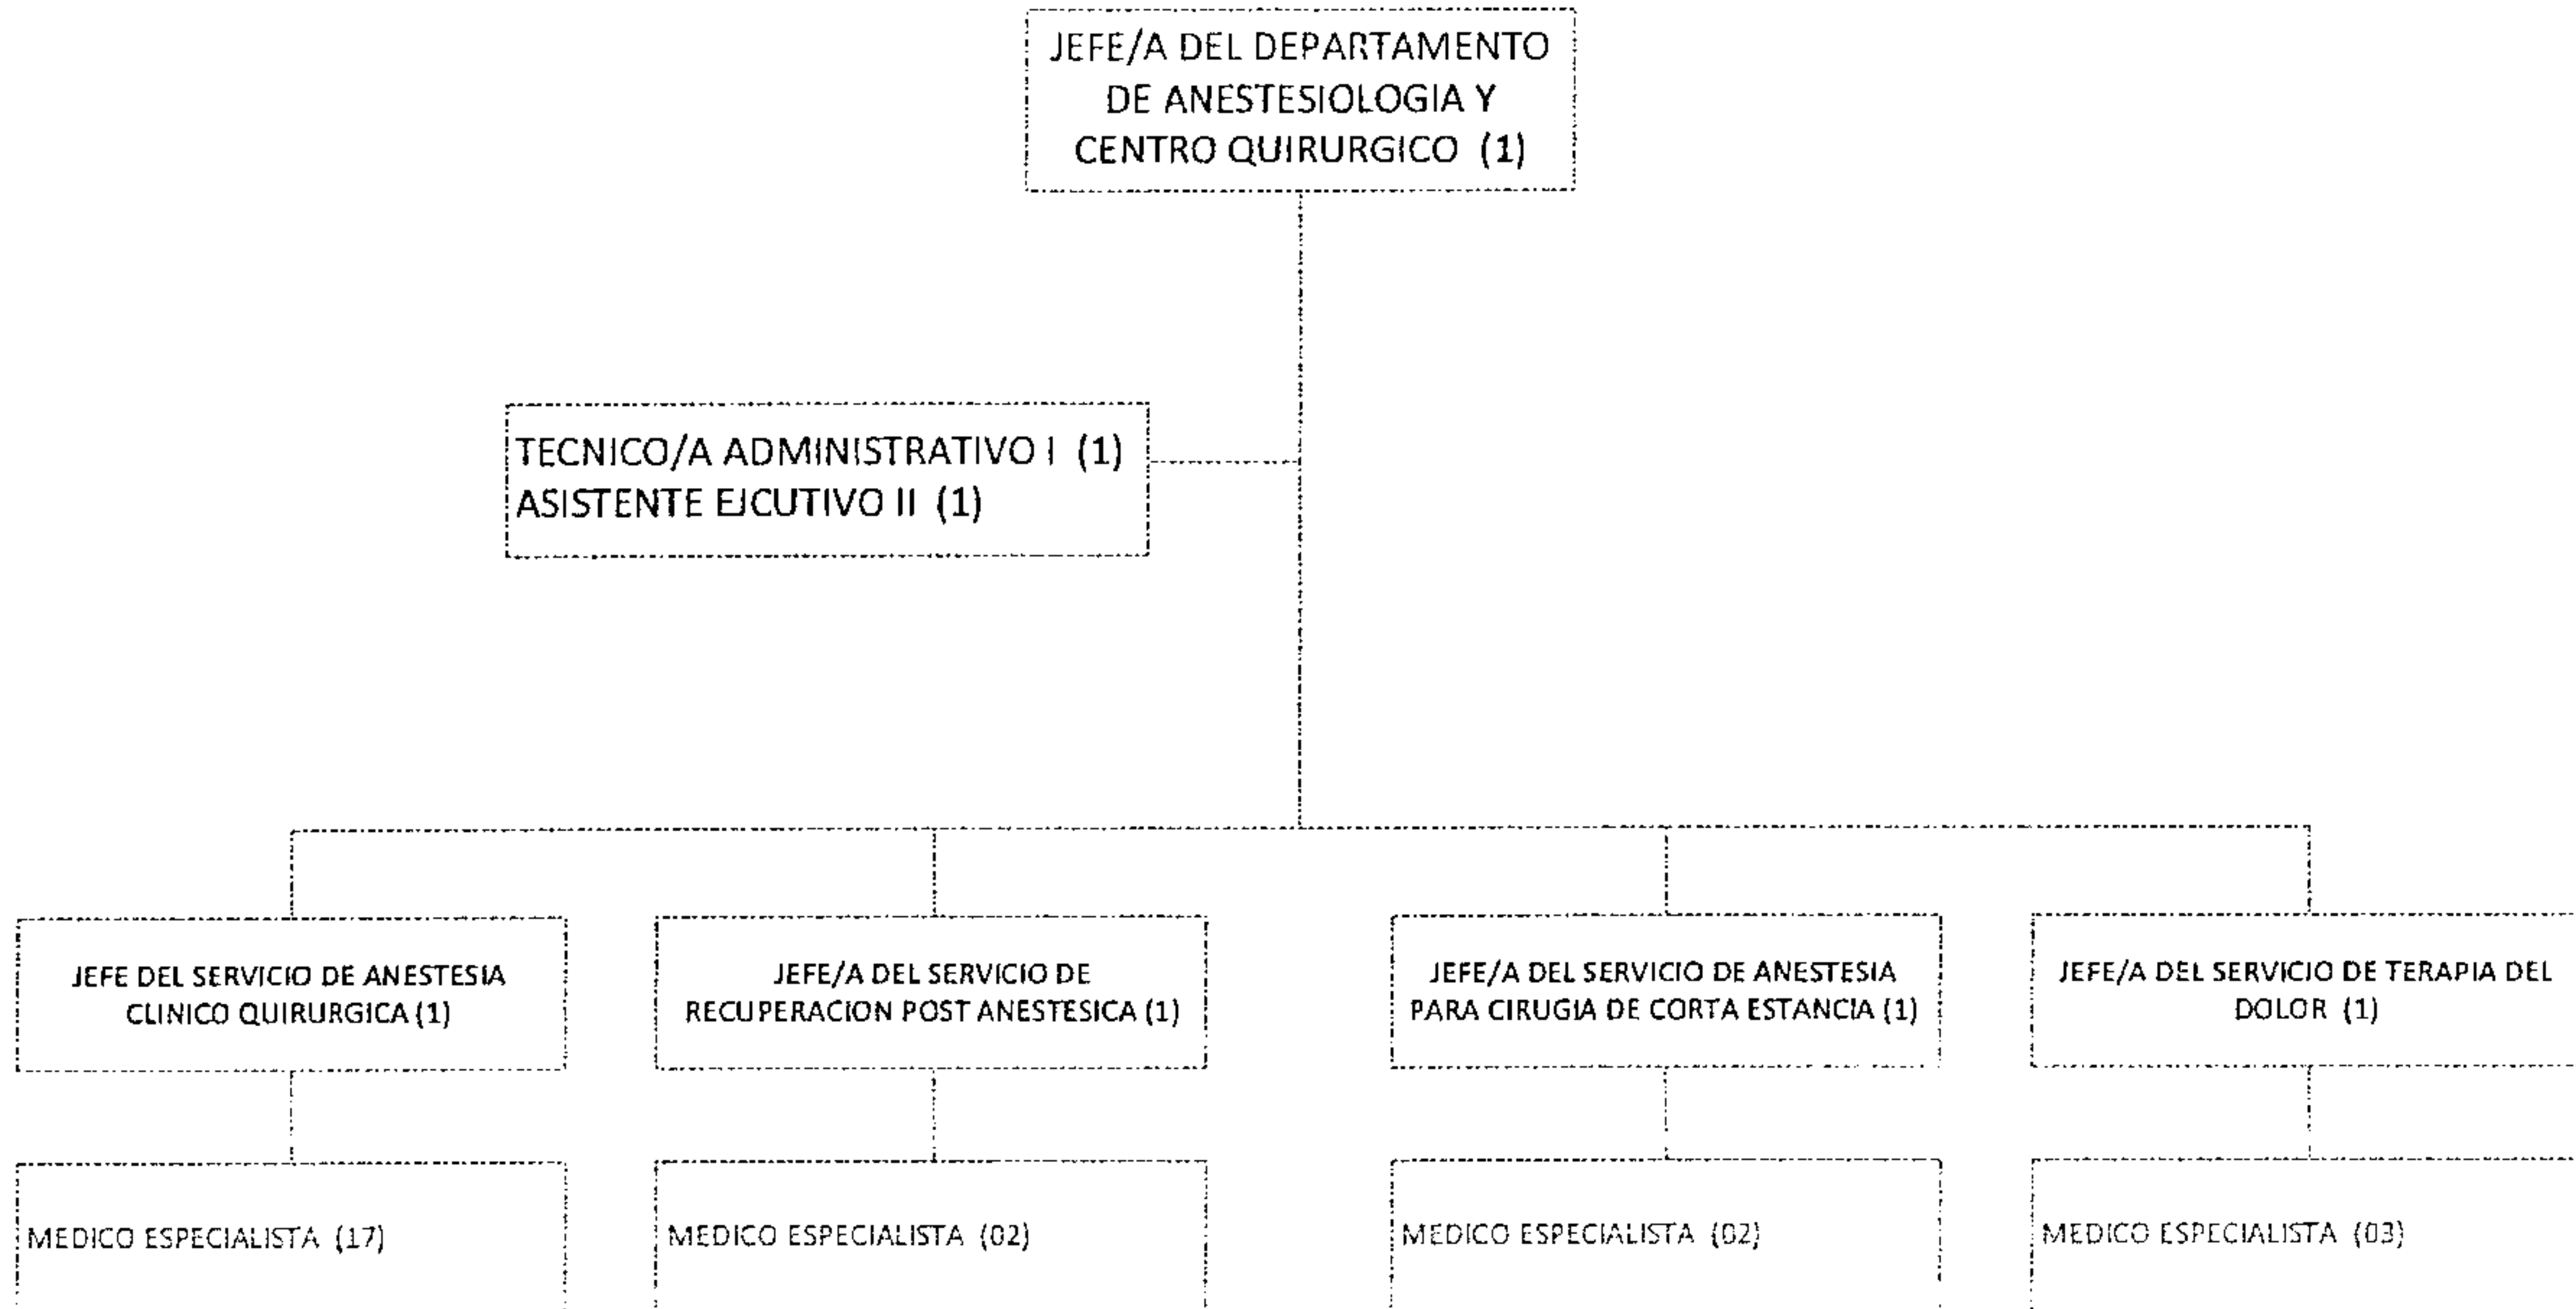 JEFE/A DEL DEPARTAMENTO
DE ANESTESIOLOGIA Y
CENTRO QUIRURGICO (1)
TECNICO/A ADMINISTRATIVO I (1)
ASISTENTE EJCUTIVO II (1)
JEFE DEL SERVICIO DE ANESTESIA
CLINICO QUIRURGICA (1)
JEFE/A DEL SERVICIO DE
RECUPERACION POST ANESTESICA (1)
JEFE/A DEL SERVICIO DE ANESTESIA
PARA CIRUGIA DE CORTA ESTANCIA (1)
JEFE/A DEL SERVICIO DE TERAPIA DEL
DOLOR (1)
MEDICO ESPECIALISTA (17)
MEDICO ESPECIALISTA (02)
MEDICO ESPECIALISTA (02)
MEDICO ESPECIALISTA (03)